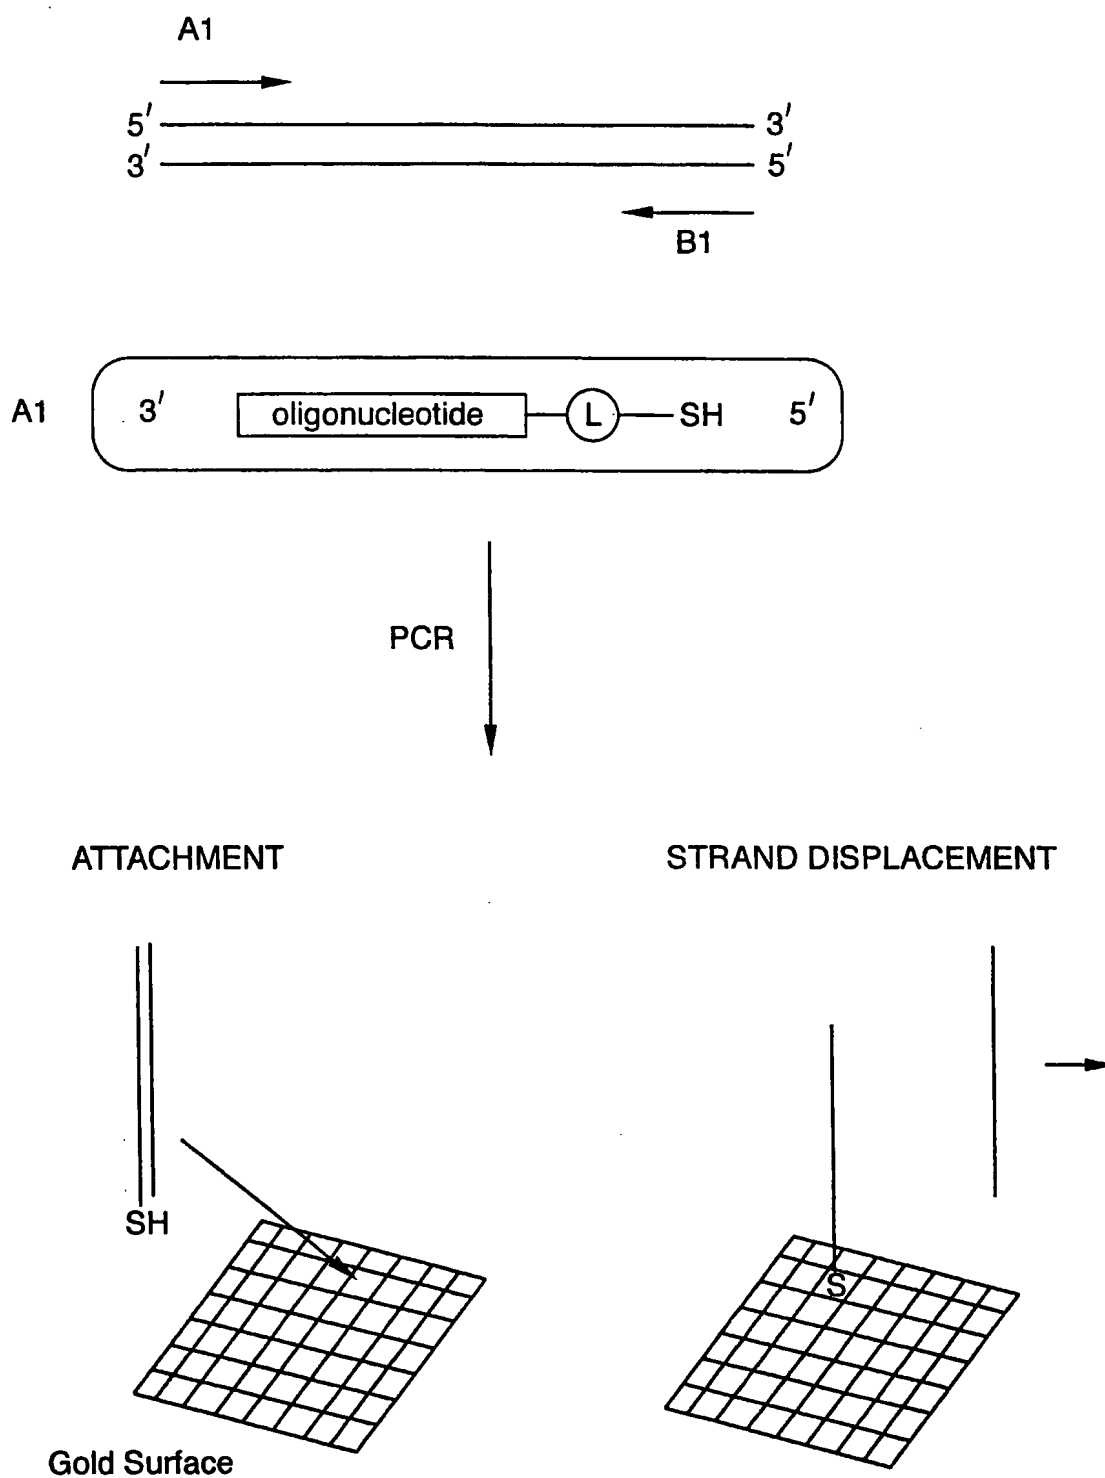 A1
5′ 3′
3′ 5′
B1
A1 3′ oligonucleotide L SH 5′
PCR
ATTACHMENT STRAND DISPLACEMENT
SH
S
Gold Surface